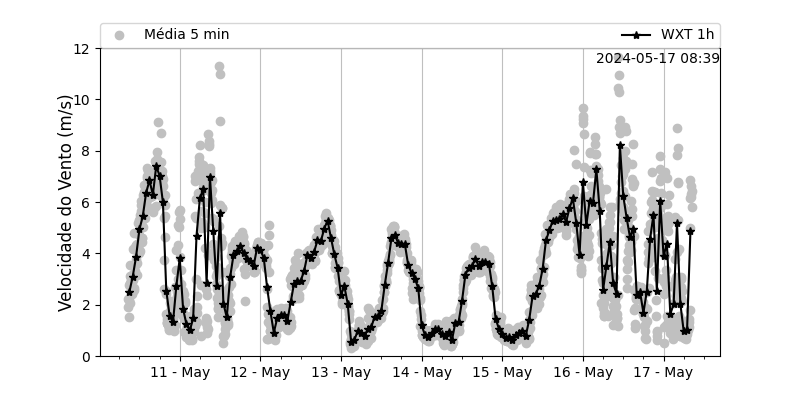 Média 5 min
WXT 1h
2024-05-17 08:39
Velocidade do Vento (m/s)
12
10
8
6
4
2
0
11 - May
12 - May
13 - May
14 - May
15 - May
16 - May
17 - May